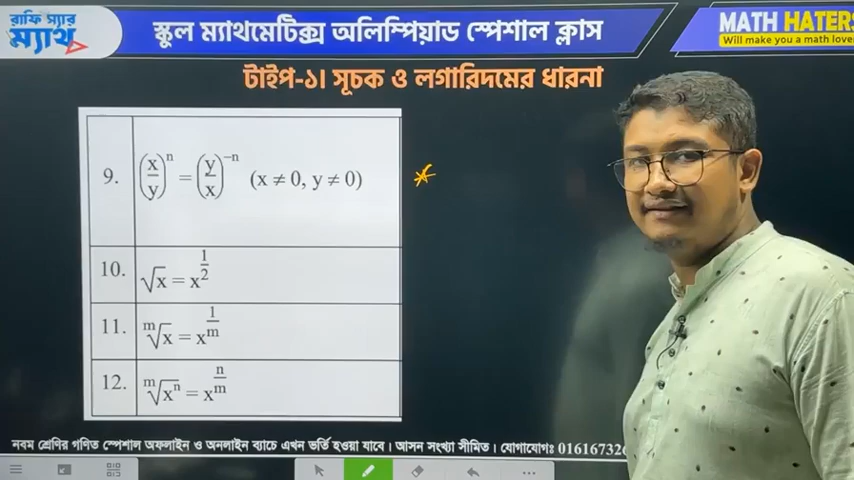 রাফি স্যার
ম্যাথ
স্কুল ম্যাথমেটিক্স অলিম্পিয়াড স্পেশাল ক্লাস
MATH HATERS
Will make you a math lover
টাইপ-১। সূচক ও লগারিদমের ধারনা
9. (x/y)^n = (y/x)^-n (x ≠ 0, y ≠ 0)
10. √x = x^(1/2)
11. ᵐ√x = x^(1/m)
12. ᵐ√(xⁿ) = x^(n/m)
নবম শ্রেণির গণিত স্পেশাল অফলাইন ও অনলাইন ব্যাচে এখন ভর্তি হওয়া যাবে। আসন সংখ্যা সীমিত। যোগাযোগঃ